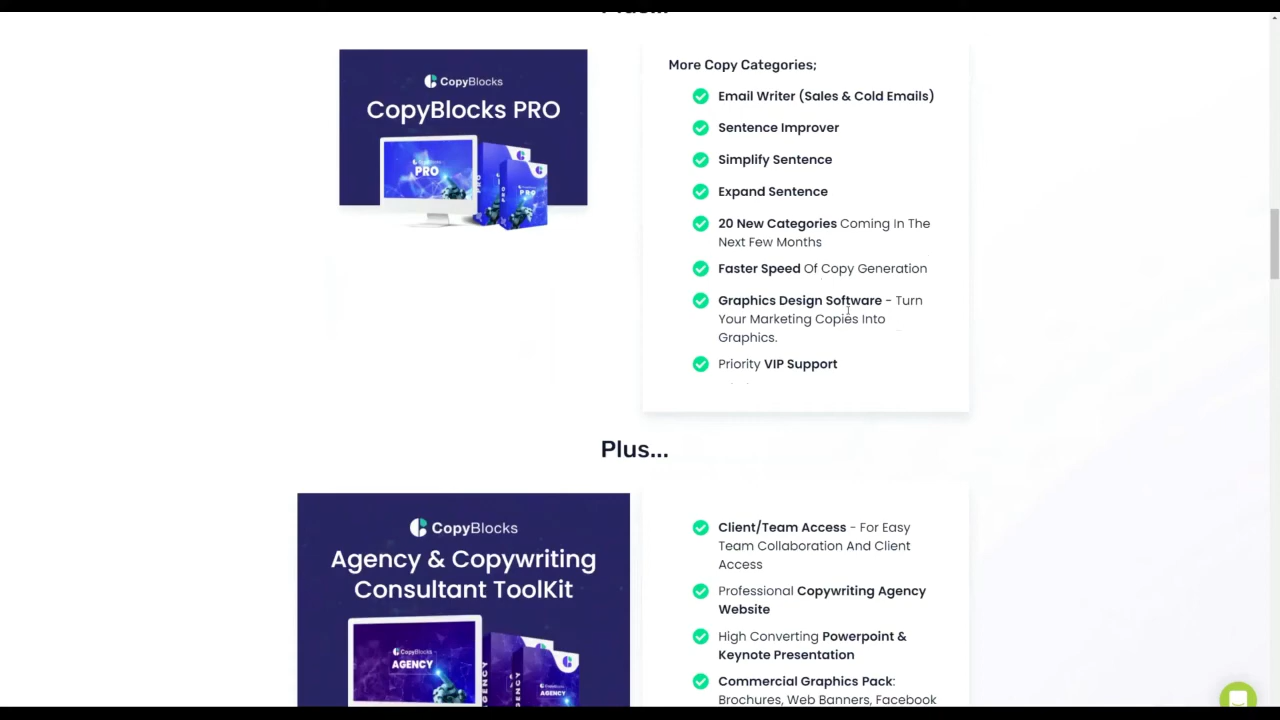 CopyBlocks
CopyBlocks PRO
PRO
PRO
PRO
More Copy Categories;
Email Writer (Sales & Cold Emails)
Sentence Improver
Simplify Sentence
Expand Sentence
20 New Categories Coming In The
Next Few Months
Faster Speed Of Copy Generation
Graphics Design Software - Turn
Your Marketing Copies Into
Graphics.
Priority VIP Support
Plus...
CopyBlocks
Agency & Copywriting
Consultant ToolKit
CopyBlocks
AGENCY
AGENCY
AGENCY
Client/Team Access - For Easy
Team Collaboration And Client
Access
Professional Copywriting Agency
Website
High Converting Powerpoint &
Keynote Presentation
Commercial Graphics Pack:
Brochures, Web Banners, Facebook